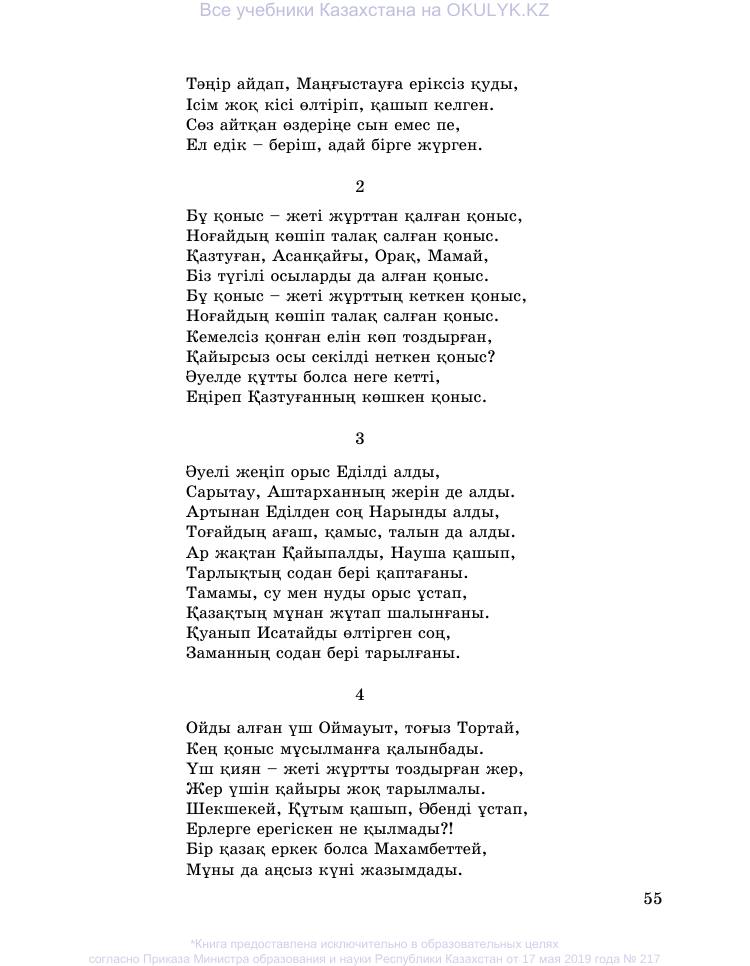 Все учебники Казахстана на OKULYK.KZ
Тәңір айдап, Маңғыстауға еріксіз қуды,
Ісім жоқ кісі өлтіріп, қашып келген.
Сөз айтқан өздеріңе сын емес пе,
Ел едік – беріш, адай бірге жүрген.
2
Бұ қоныс – жеті жұрттан қалған қоныс,
Ноғайдың көшіп талақ салған қоныс.
Қазтуған, Асанқайғы, Орақ, Мамай,
Біз түгілі осыларды да алған қоныс.
Бұ қоныс – жеті жұрттың кеткен қоныс,
Ноғайдың көшіп талақ салған қоныс.
Кемелсіз қонған елін көп тоздырған,
Қайырсыз осы секілді неткен қоныс?
Әуелде құтты болса неге кетті,
Еңіреп Қазтуғанның көшкен қоныс.
3
Әуелі жеңіп орыс Еділді алды,
Сарытау, Аштарханның жерін де алды.
Артынан Еділден соң Нарынды алды,
Тоғайдың ағаш, қамыс, талын да алды.
Ар жақтан Қайыпалды, Науша қашып,
Тарлықтың содан бері қаптағаны.
Тамамы, су мен нуды орыс ұстап,
Қазақтың мұнан жұтап шалынғаны.
Қуанып Исатайды өлтірген соң,
Заманның содан бері тарылғаны.
4
Ойды алған үш Оймауыт, тоғыз Тортай,
Кең қоныс мұсылманға қалынбады.
Үш қиян – жеті жұртты тоздырған жер,
Жер үшін қайыры жоқ тарылмалы.
Шекшекей, Құтым қашып, Әбенді ұстап,
Ерлерге ерегіскен не қылмады?!
Бір қазақ еркек болса Махамбеттей,
Мұны да аңсыз күні жазымдады.
55
*Книга предоставлена исключительно в образовательных целях
согласно Приказа Министра образования и науки Республики Казахстан от 17 мая 2019 года № 217